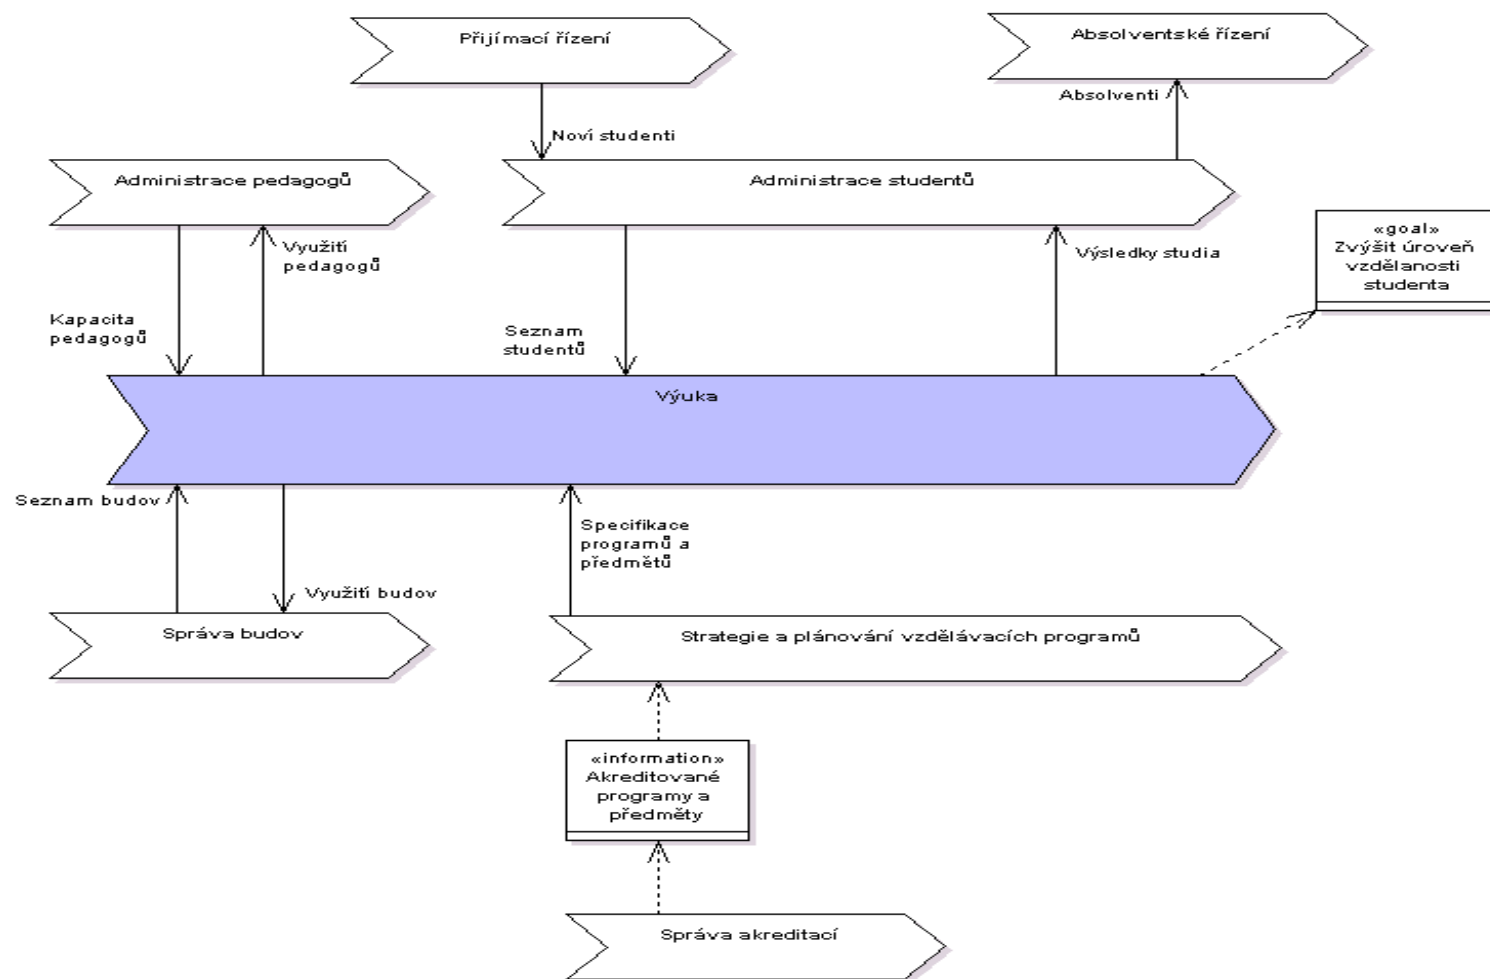 Přijímací řízení
Absolventské řízení
Absolventi
Noví studenti
Administrace pedagogů
Administrace studentů
«goal»
Zvýšit úroveň
vzdělanosti
studenta
Využití
pedagogů
Výsledky studia
Kapacita
pedagogů
Seznam
studentů
Výuka
Seznam budov
Specifikace
programů a
předmětů
Využití budov
Správa budov
Strategie a plánování vzdělávacích programů
«information»
Akreditované
programy a
předměty
Správa akreditací